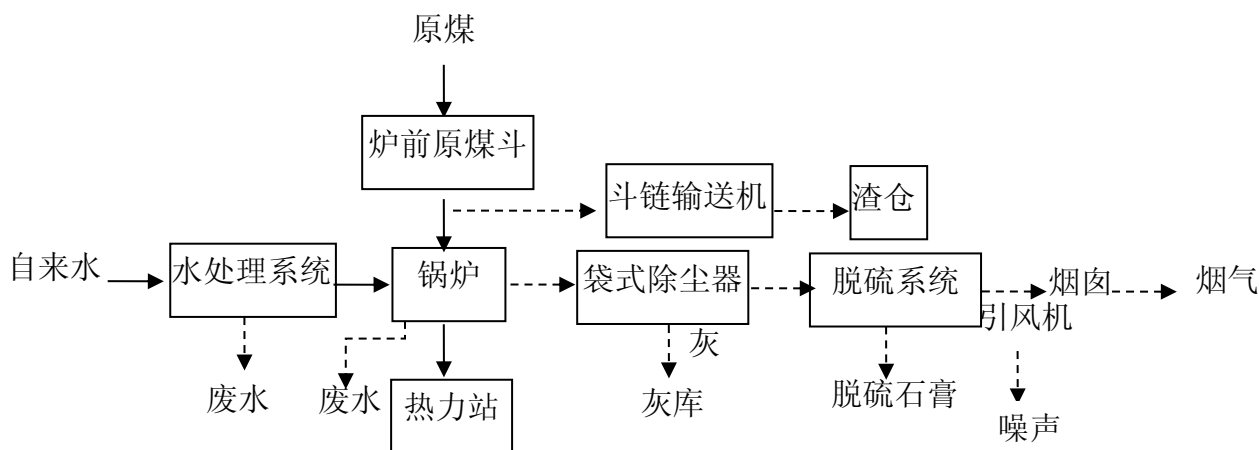 原煤
炉前原煤斗
斗链输送机
渣仓
自来水
水处理系统
锅炉
袋式除尘器
脱硫系统
烟囱
烟气
引风机
灰
废水
废水
热力站
灰库
脱硫石膏
噪声